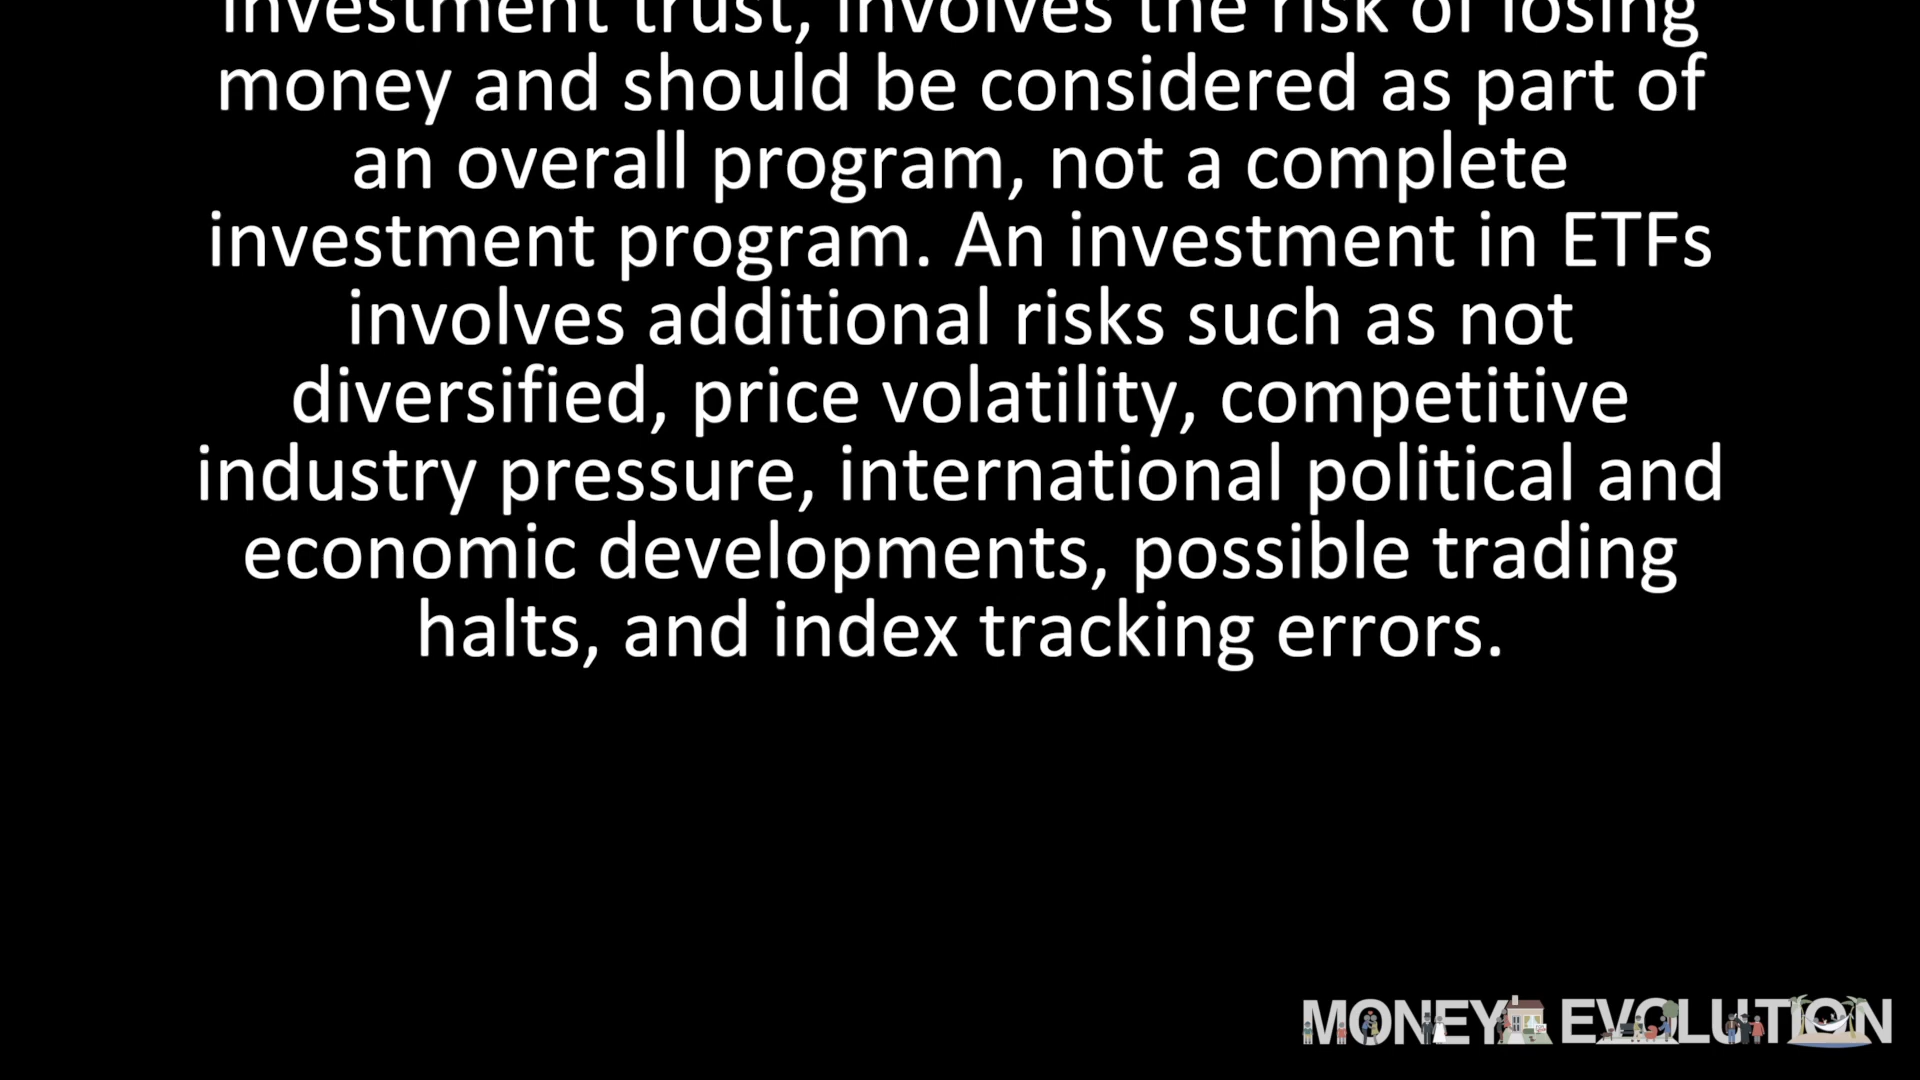 investment trust, involves the risk of losing
money and should be considered as part of
an overall program, not a complete
investment program. An investment in ETFs
involves additional risks such as not
diversified, price volatility, competitive
industry pressure, international political and
economic developments, possible trading
halts, and index tracking errors.
MONEY EVOLUTION